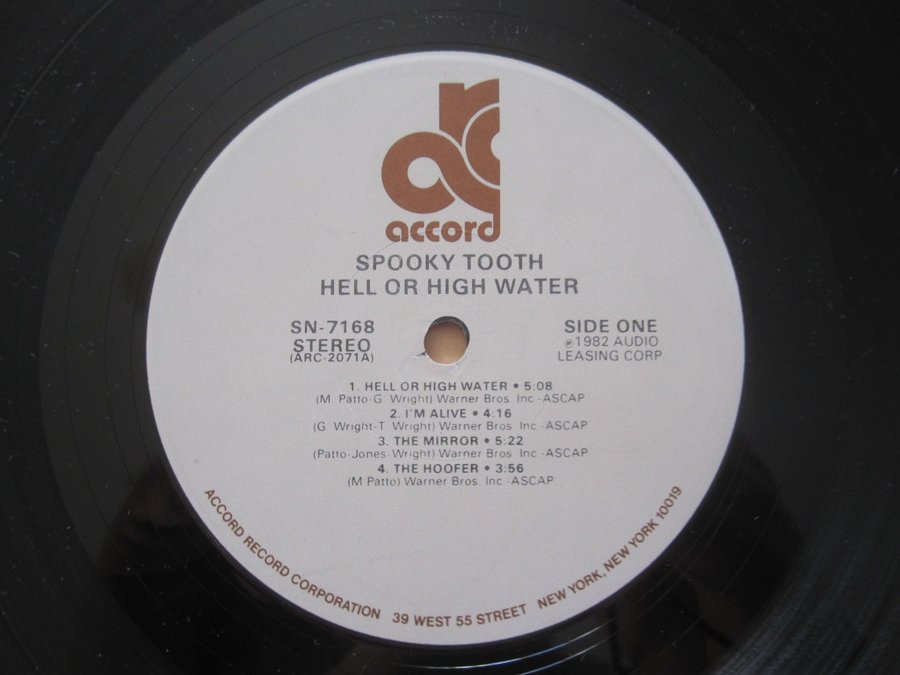 accord
SPOOKY TOOTH
HELL OR HIGH WATER
SN-7168
STEREO
(ARC-2071A)
SIDE ONE
℗1982 AUDIO
LEASING CORP.
1. HELL OR HIGH WATER • 5:08
(M. Patto-G. Wright) Warner Bros. Inc.-ASCAP
2. I'M ALIVE • 4:16
(G. Wright-T. Wright) Warner Bros. Inc.-ASCAP
3. THE MIRROR • 5:22
(Patto-Jones-Wright) Warner Bros. Inc.-ASCAP
4. THE HOOFER • 3:56
(M Patto) Warner Bros. Inc.-ASCAP
ACCORD RECORD CORPORATION 39 WEST 55 STREET NEW YORK, NEW YORK 10019